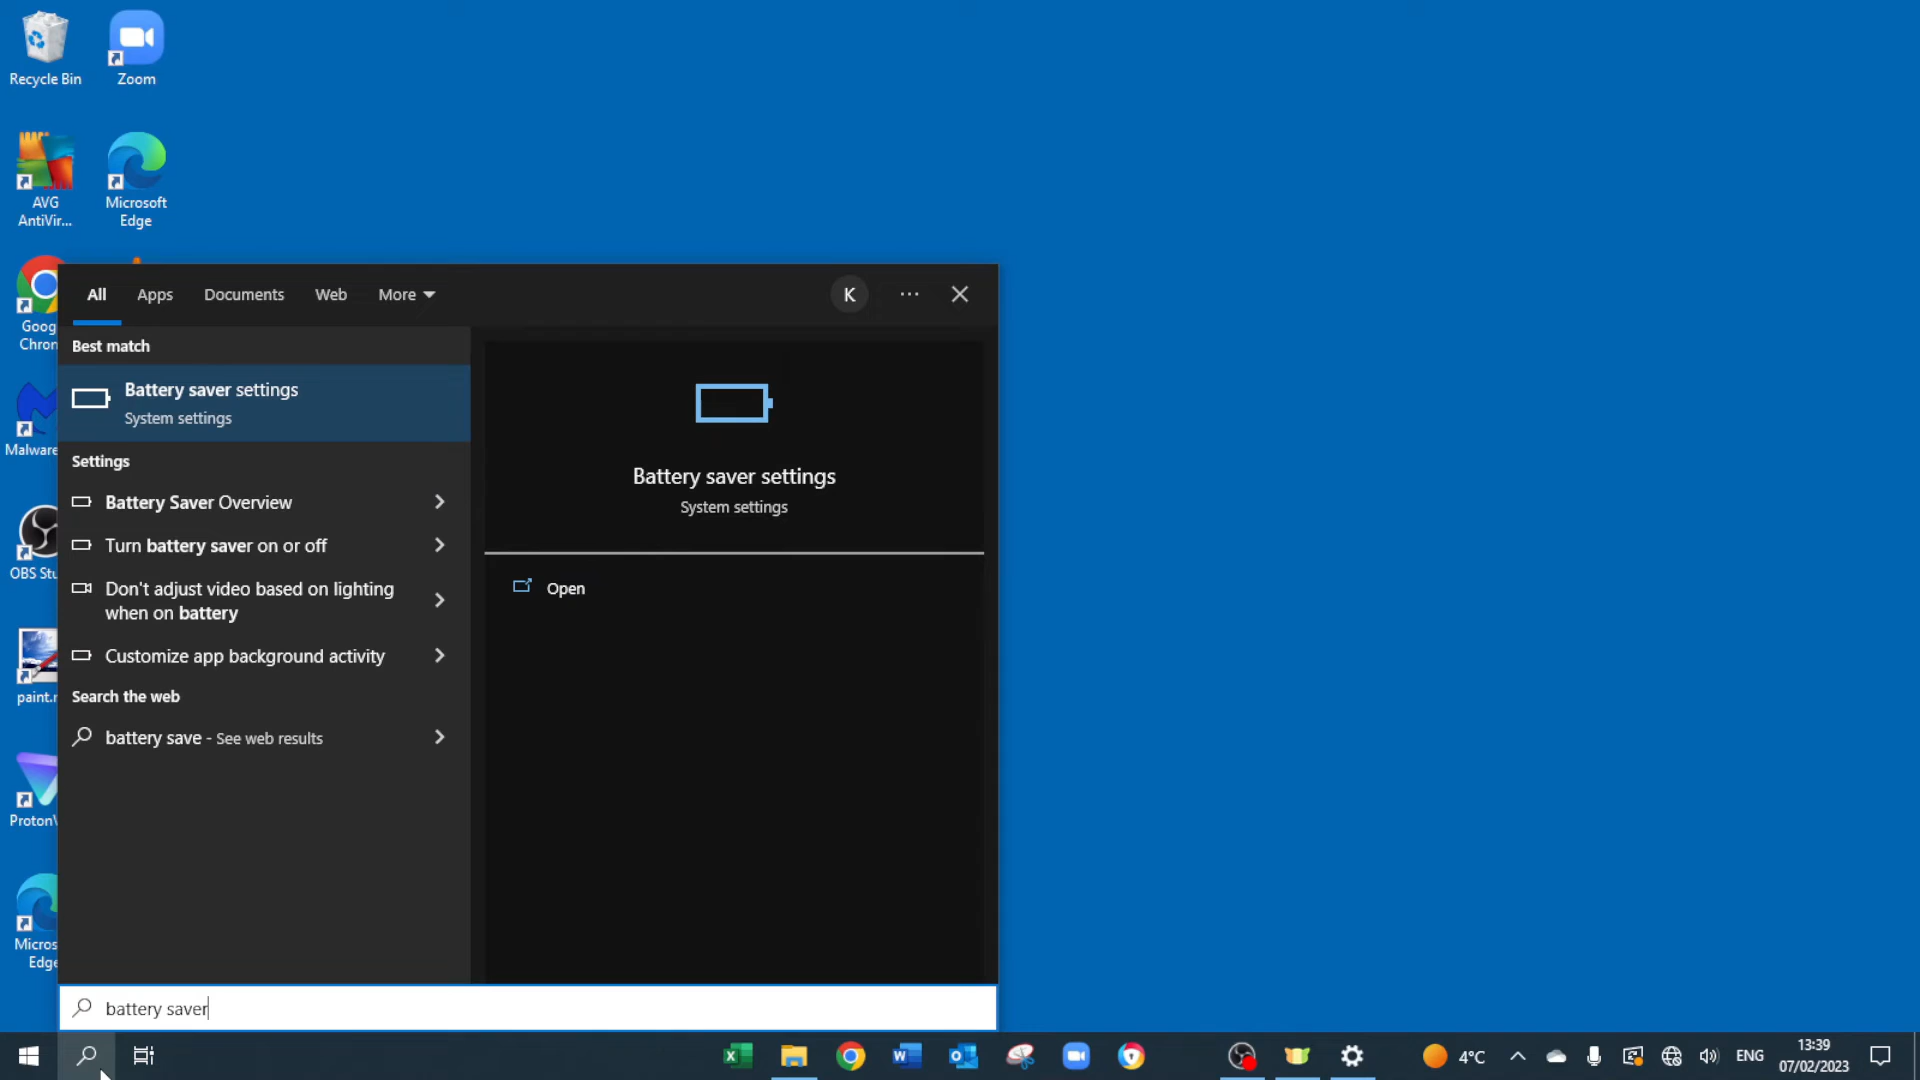 Recycle Bin
Zoom
AVG
AntiVir...
Microsoft
Edge
Goog
Chron
Malware
OBS Stu
paint.n
ProtonV
Micros
Edge
All
Apps
Documents
Web
More
K
Best match
Battery saver settings
System settings
Settings
Battery Saver Overview
Turn battery saver on or off
Don't adjust video based on lighting
when on battery
Customize app background activity
Search the web
battery save - See web results
Battery saver settings
System settings
Open
battery saver
4°C
ENG
13:39
07/02/2023